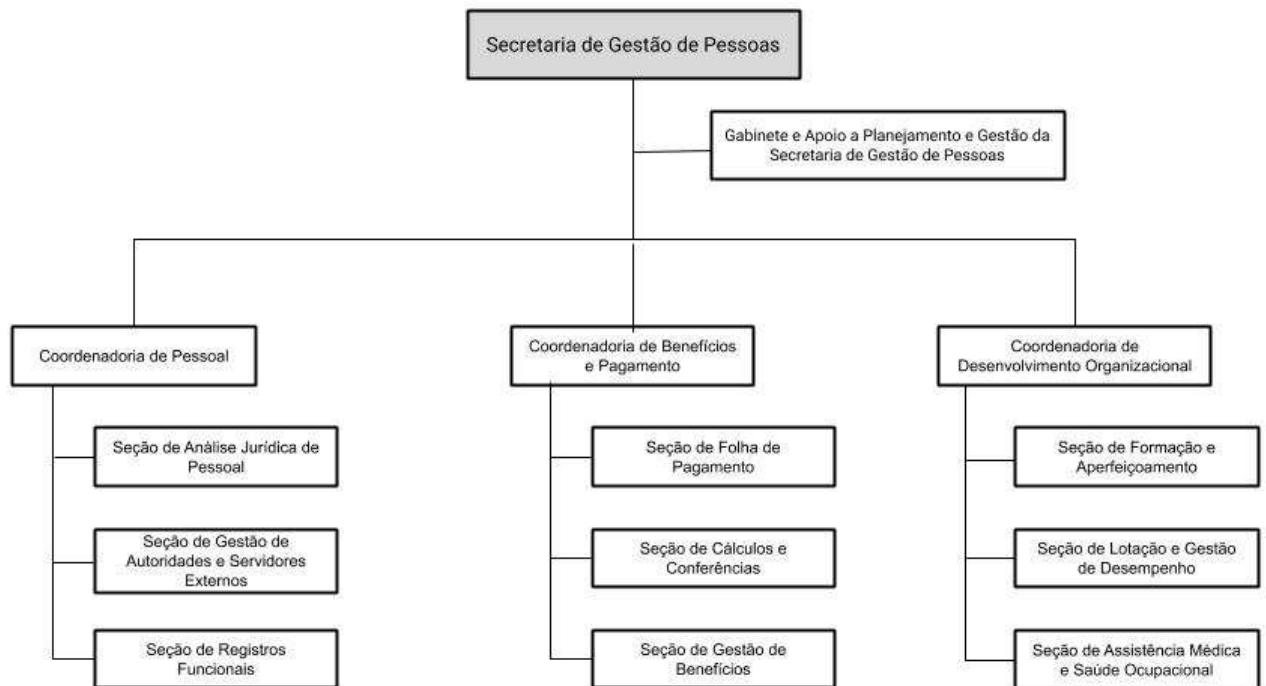 Secretaria de Gestão de Pessoas
Gabinete e Apoio a Planejamento e Gestão da
Secretaria de Gestão de Pessoas
Coordenadoria de Pessoal
Seção de Análise Jurídica de
Pessoal
Seção de Gestão de
Autoridades e Servidores
Externos
Seção de Registros
Funcionais
Coordenadoria de Benefícios
e Pagamento
Seção de Folha de
Pagamento
Seção de Cálculos e
Conferências
Seção de Gestão de
Benefícios
Coordenadoria de
Desenvolvimento Organizacional
Seção de Formação e
Aperfeiçoamento
Seção de Lotação e Gestão
de Desempenho
Seção de Assistência Médica
e Saúde Ocupacional